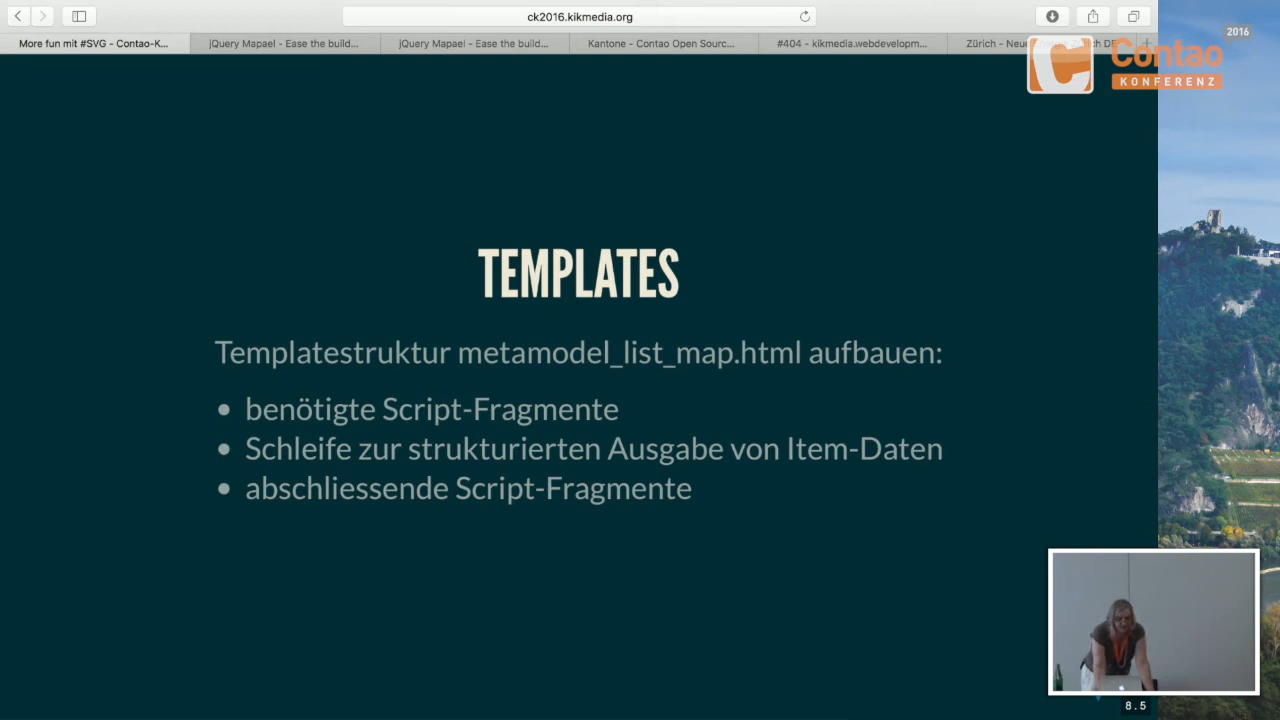 ck2016.kikmedia.org
More fun mit #SVG - Contao-K...
jQuery Mapael - Ease the build...
jQuery Mapael - Ease the build...
Kantone - Contao Open Sourc...
#404 - kikmedia.webdevelopm...
2016
Contao
KONFERENZ
TEMPLATES
Templatestruktur metamodel_list_map.html aufbauen:
• benötigte Script-Fragmente
• Schleife zur strukturierten Ausgabe von Item-Daten
• abschliessende Script-Fragmente
8.5